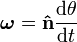 𝝎 = 𝐧̂ dθ/dt